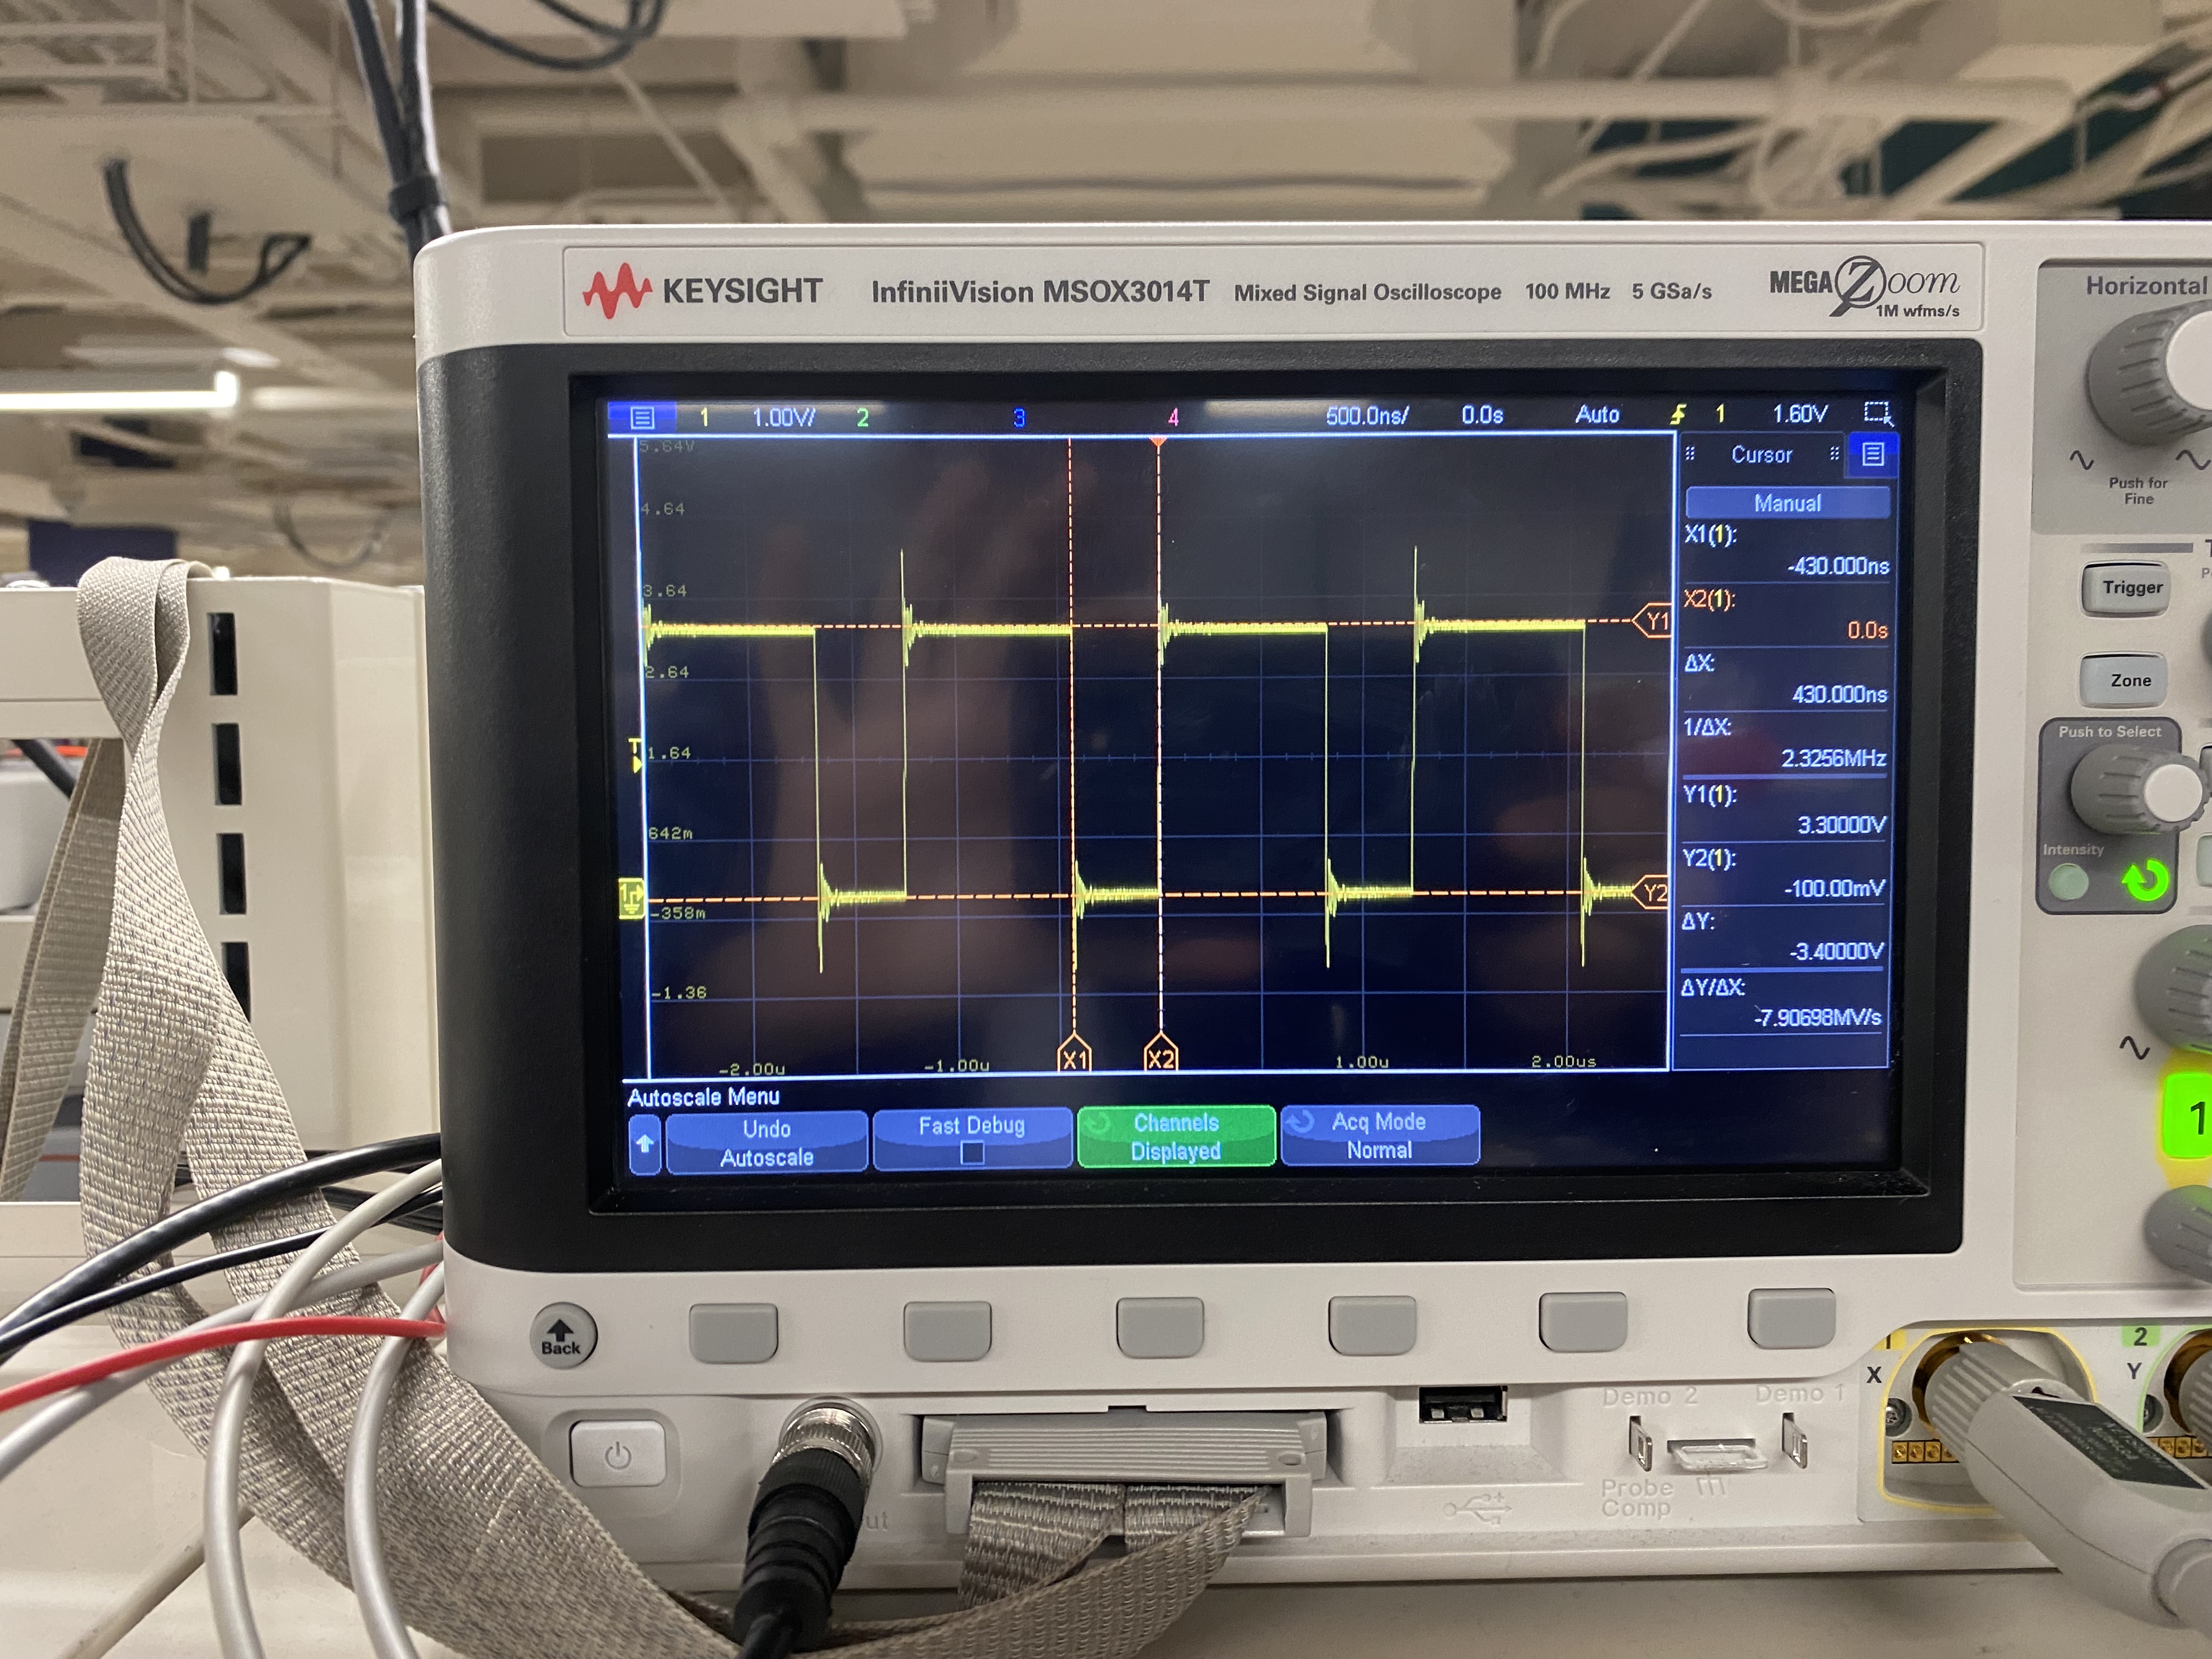 KEYSIGHT InfiniiVision MSOX3014T Mixed Signal Oscilloscope 100 MHz 5 GSa/s MEGA Zoom
1M wfms/s
Horizontal
Push for
Fine
1 1.00V/ 2 3 4 500.0ns/ 0.0s Auto 1 1.60V
5.64V
4.64
3.64
2.64
1.64
642m
-358m
-1.36
-2.00u -1.00u 1.00u 2.00us
T
1
Y1
Y2
X1 X2
Cursor
Manual
X1(1):
-430.000ns
X2(1):
0.0s
ΔX:
430.000ns
1/ΔX:
2.3256MHz
Y1(1):
3.30000V
Y2(1):
-100.00mV
ΔY:
-3.40000V
ΔY/ΔX:
-7.90698MV/s
Autoscale Menu
Undo
Autoscale
Fast Debug
Channels
Displayed
Acq Mode
Normal
Trigger
Zone
Push to Select
Intensity
1
Back
X
2
Y
Demo 2 Demo 1
Probe
Comp